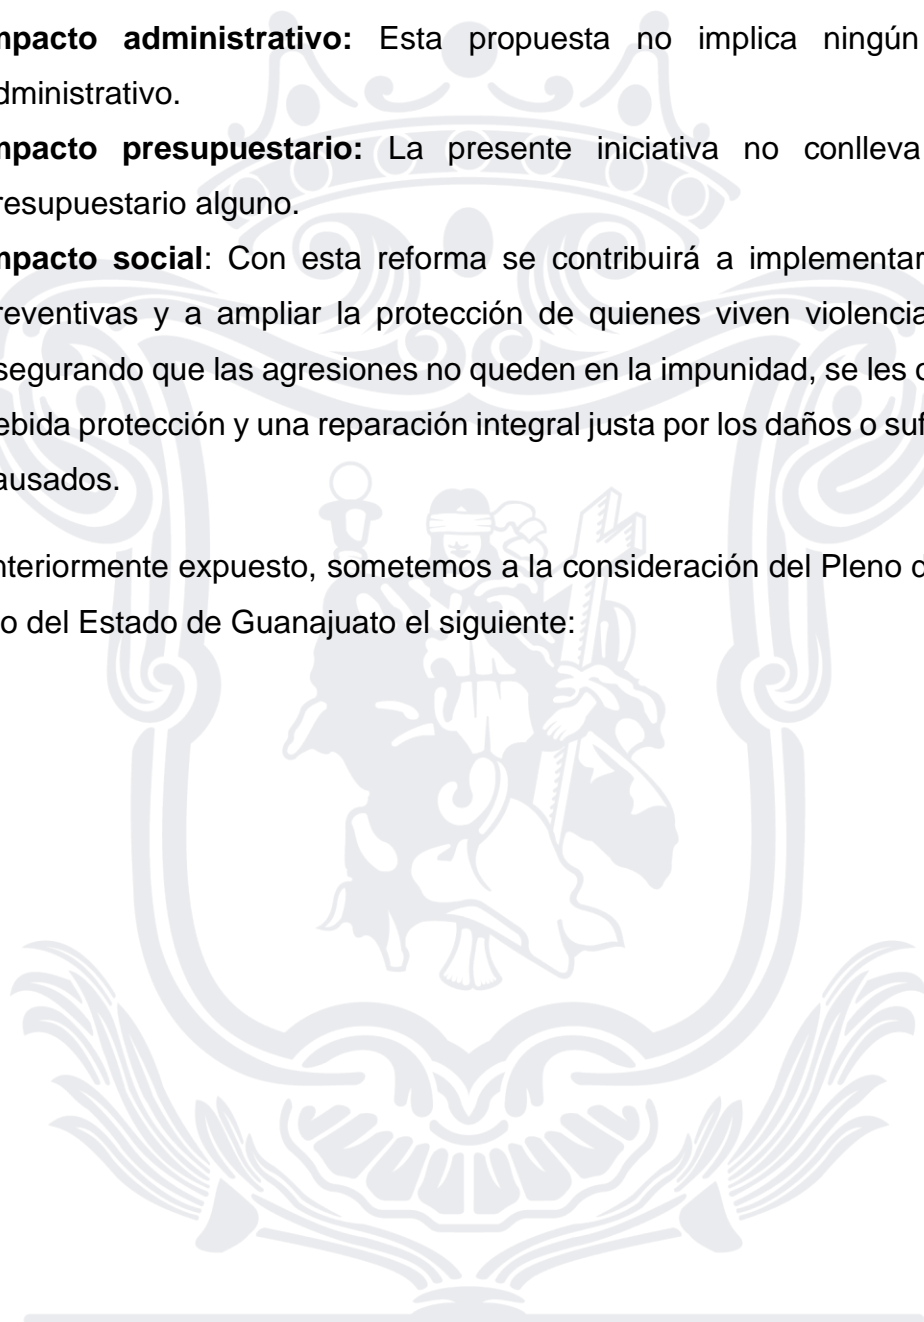 mpacto administrativo: Esta propuesta no implica ningún
dministrativo.
mpacto presupuestario: La presente iniciativa no conlleva
resupuestario alguno.
mpacto social: Con esta reforma se contribuirá a implementar
reventivas y a ampliar la protección de quienes viven violencia
segurando que las agresiones no queden en la impunidad, se les
ebida protección y una reparación integral justa por los daños o
ausados.
nteriormente expuesto, sometemos a la consideración del Pleno
o del Estado de Guanajuato el siguiente: